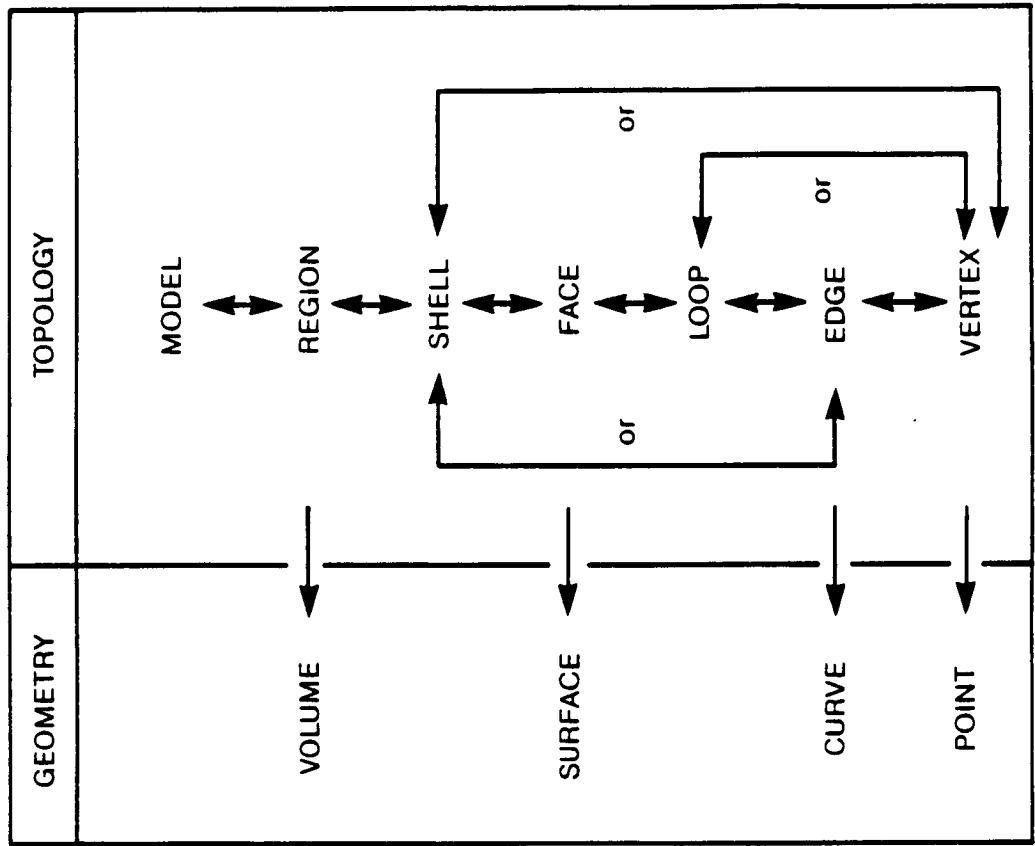 GEOMETRY
TOPOLOGY
MODEL
VOLUME
REGION
SHELL
SURFACE
FACE
or
or
LOOP
CURVE
EDGE
or
POINT
VERTEX